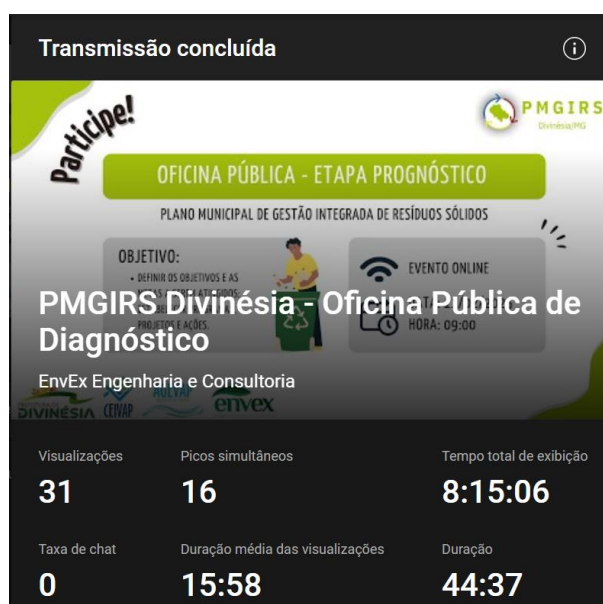 Transmissão concluída
Participe!
PMGIRS
Divinésia/MG
OFICINA PÚBLICA - ETAPA PROGNÓSTICO
PLANO MUNICIPAL DE GESTÃO INTEGRADA DE RESÍDUOS SÓLIDOS
OBJETIVO:
• DEFINIR OS OBJETIVOS E AS
PROJETOS E AÇÕES.
EVENTO ONLINE
HORA: 09:00
PMGIRS Divinésia - Oficina Pública de
Diagnóstico
EnvEx Engenharia e Consultoria
DIVINÉSIA
CEIVAP
AGEVAP
envex
Visualizações
Picos simultâneos
Tempo total de exibição
31
16
8:15:06
Taxa de chat
Duração média das visualizações
Duração
0
15:58
44:37